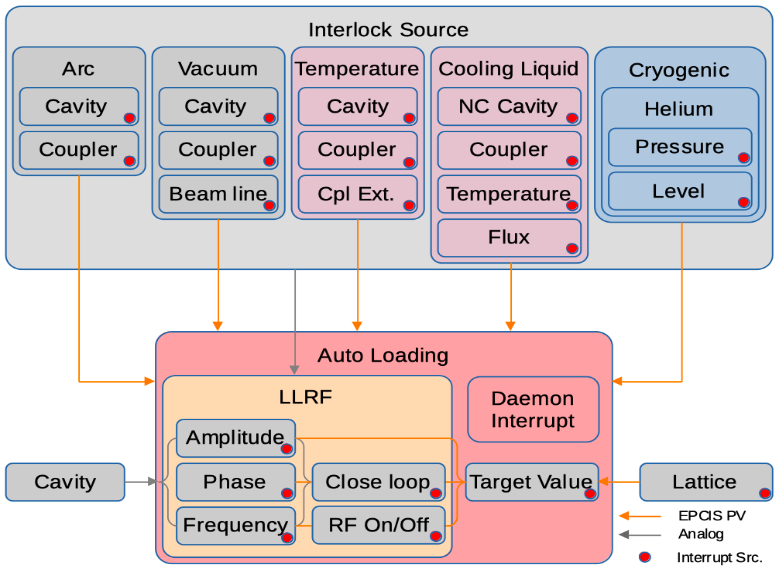 Interlock Source
Arc
Cavity
Coupler
Vacuum
Cavity
Coupler
Beam line
Temperature
Cavity
Coupler
Cpl Ext.
Cooling Liquid
NC Cavity
Coupler
Temperature
Flux
Cryogenic
Helium
Pressure
Level
Auto Loading
LLRF
Amplitude
Phase
Frequency
Close loop
RF On/Off
Daemon
Interrupt
Target Value
Cavity
Lattice
EPCIS PV
Analog
Interrupt Src.